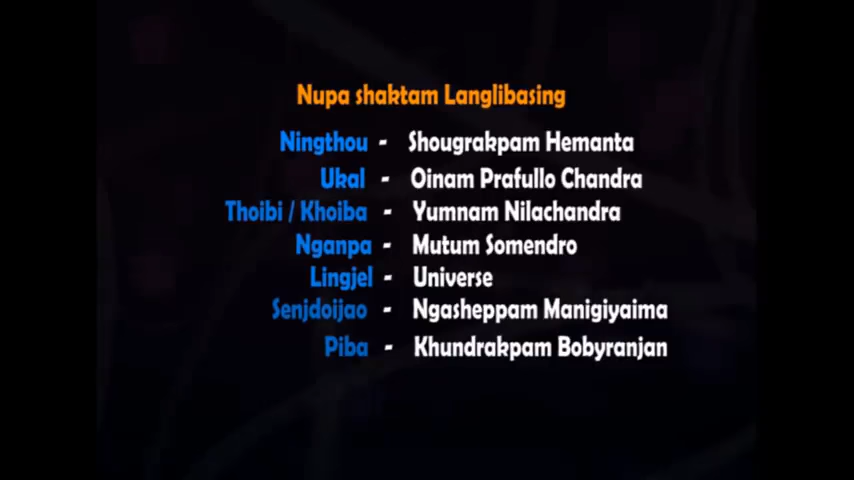 Nupa shaktam Langlibasing
Ningthou - Shougrakpam Hemanta
Ukal - Oinam Prafullo Chandra
Thoibi / Khoiba - Yumnam Nilachandra
Nganpa - Mutum Somendro
Lingjel - Universe
Senjdoijao - Ngasheppam Manigiyaima
Piba - Khundrakpam Bobyranjan